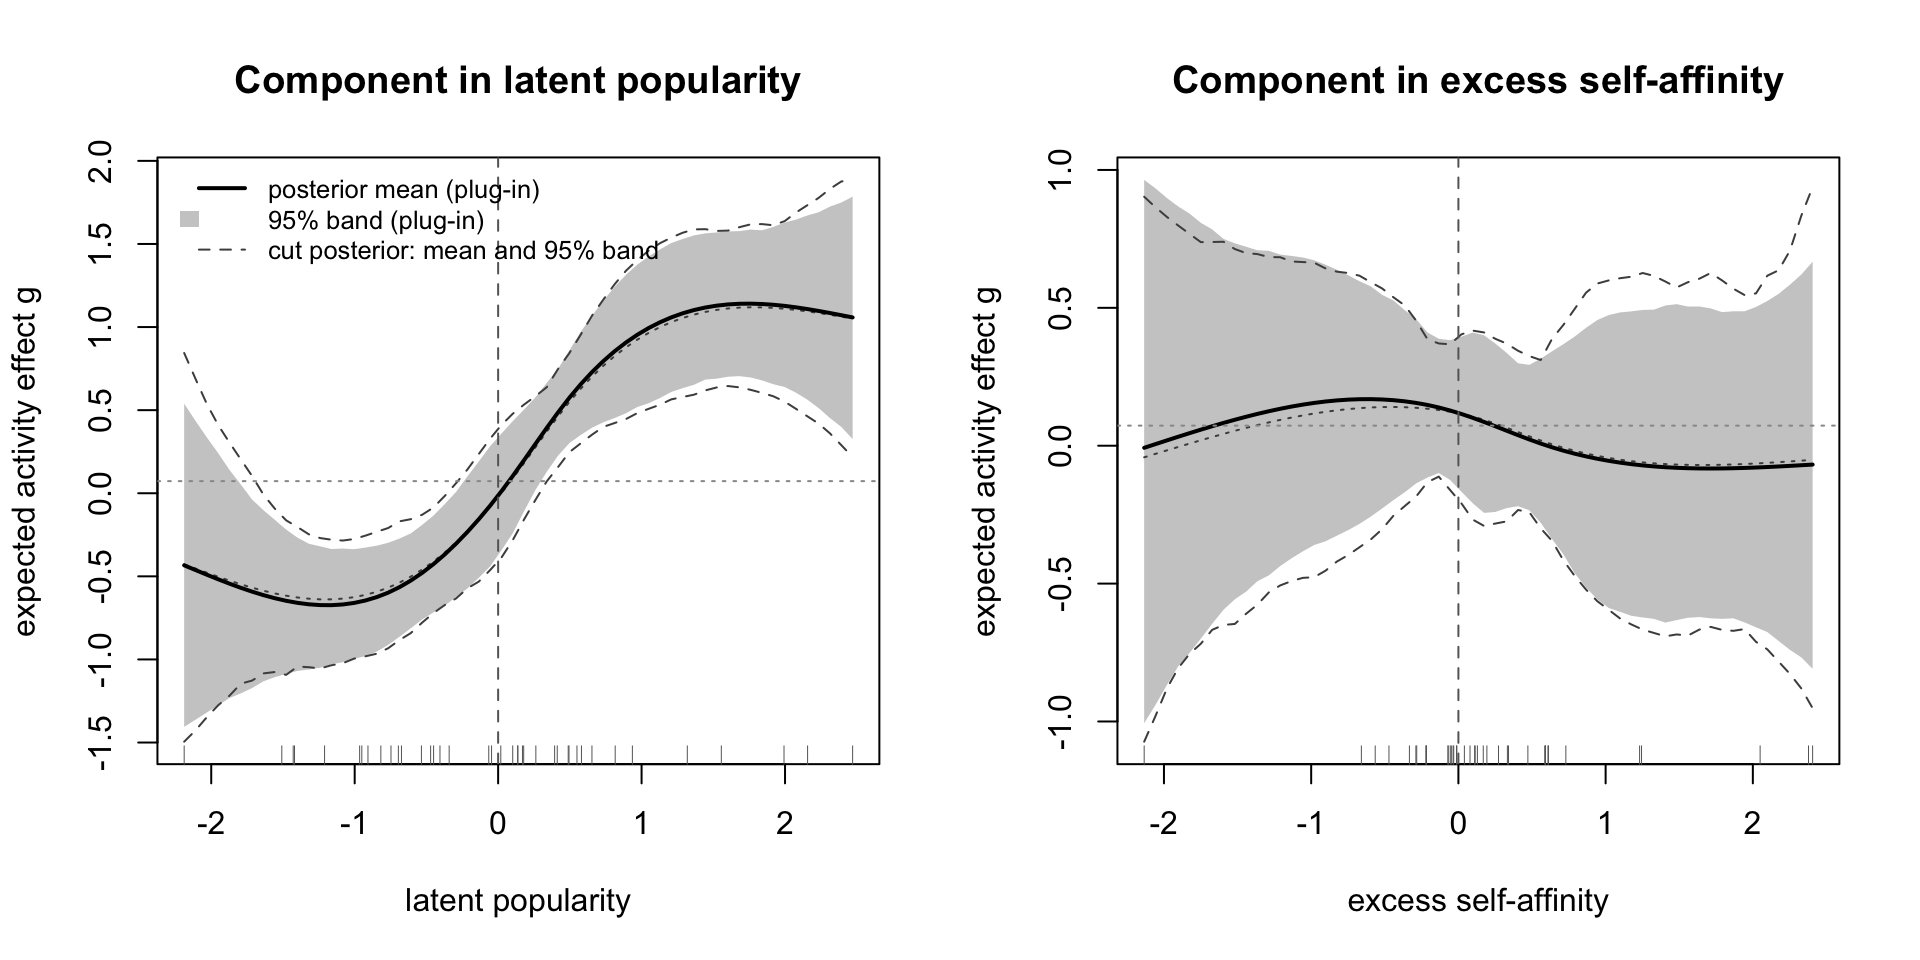 Component in latent popularity
expected activity effect g
2.0
1.5
1.0
0.5
0.0
-0.5
-1.0
-1.5
posterior mean (plug-in)
95% band (plug-in)
cut posterior: mean and 95% band
-2 -1 0 1 2
latent popularity
Component in excess self-affinity
expected activity effect g
1.0
0.5
0.0
-0.5
-1.0
-2 -1 0 1 2
excess self-affinity